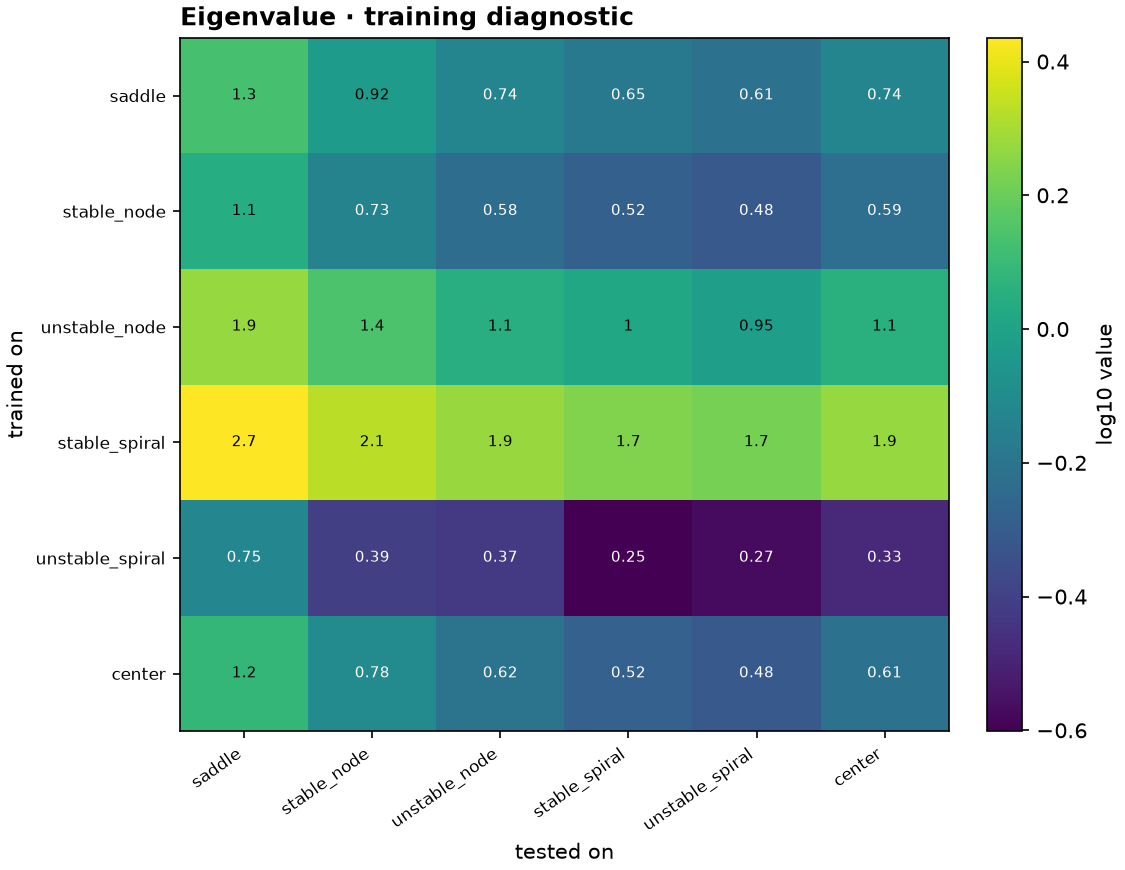 Eigenvalue · training diagnostic
trained on
saddle 1.3 0.92 0.74 0.65 0.61 0.74
stable_node 1.1 0.73 0.58 0.52 0.48 0.59
unstable_node 1.9 1.4 1.1 1 0.95 1.1
stable_spiral 2.7 2.1 1.9 1.7 1.7 1.9
unstable_spiral 0.75 0.39 0.37 0.25 0.27 0.33
center 1.2 0.78 0.62 0.52 0.48 0.61
saddle stable_node unstable_node stable_spiral unstable_spiral center
tested on
0.4
0.2
0.0
−0.2
−0.4
−0.6
log10 value